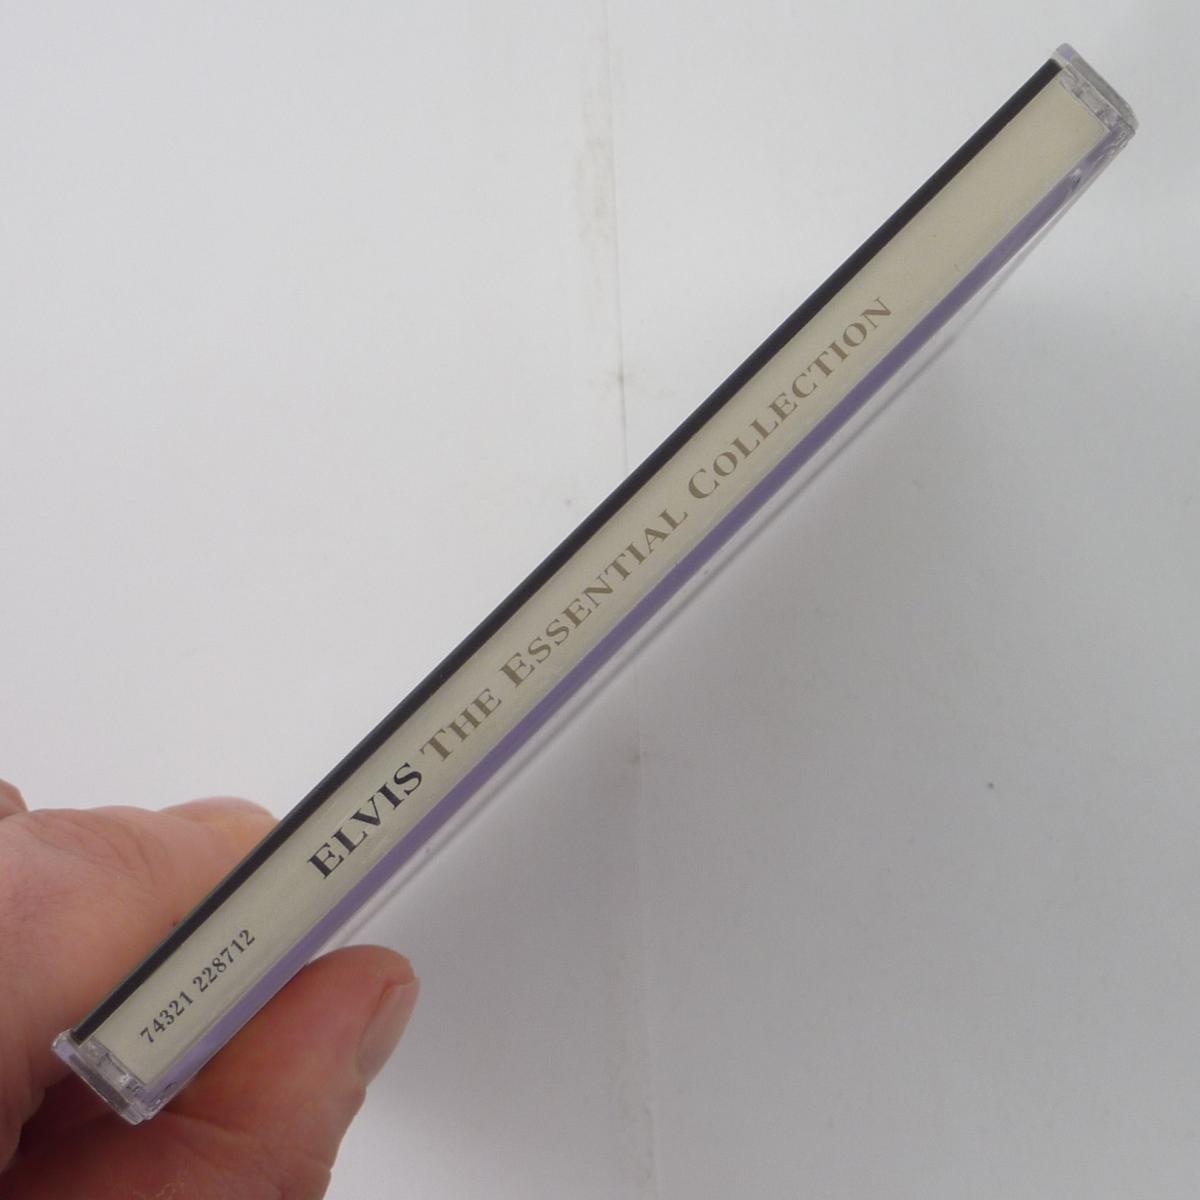 74321 228712 ELVIS THE ESSENTIAL COLLECTION